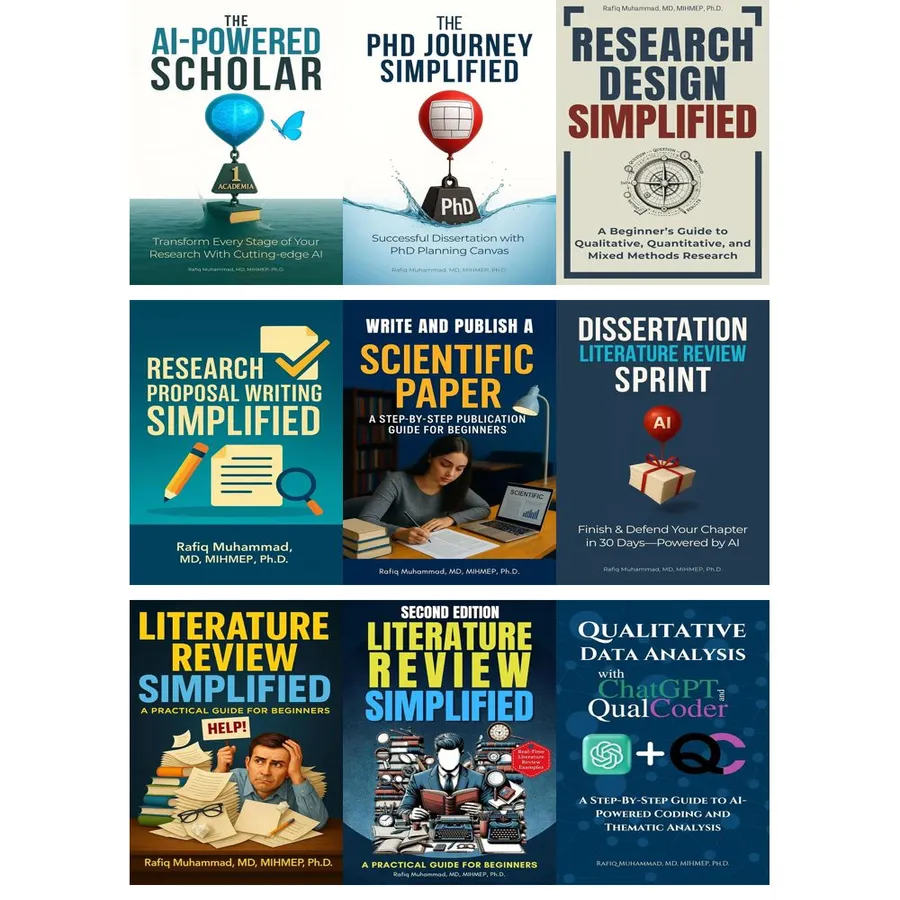 THE
AI-POWERED
SCHOLAR
1
ACADEMIA
Transform Every Stage of Your
Research With Cutting-edge AI
Rafiq Muhammad, MD, MIHMEP, Ph.D.
THE
PHD JOURNEY
SIMPLIFIED
PhD
Successful Dissertation with
PhD Planning Canvas
Rafiq Muhammad, MD, MIHMEP, Ph.D.
Rafiq Muhammad, MD, MIHMEP, Ph.D.
RESEARCH
DESIGN
SIMPLIFIED
A Beginner's Guide to
Qualitative, Quantitative, and
Mixed Methods Research
RESEARCH
PROPOSAL WRITING
SIMPLIFIED
Rafiq Muhammad,
MD, MIHMEP, Ph.D.
WRITE AND PUBLISH A
SCIENTIFIC
PAPER
A STEP-BY-STEP PUBLICATION
GUIDE FOR BEGINNERS
SCIENTIFIC
Rafiq Muhammad, MD, MIHMEP, Ph.D.
DISSERTATION
LITERATURE REVIEW
SPRINT
AI
Finish & Defend Your Chapter
in 30 Days—Powered by AI
Rafiq Muhammad, MD, MIHMEP, Ph.D.
LITERATURE
REVIEW
SIMPLIFIED
A PRACTICAL GUIDE FOR BEGINNERS
HELP!
Rafiq Muhammad, MD, MIHMEP, Ph.D.
SECOND EDITION
LITERATURE
REVIEW
SIMPLIFIED
Real-Time
Literature
Review
Examples
A PRACTICAL GUIDE FOR BEGINNERS
Rafiq Muhammad, MD, MIHMEP, Ph.D.
QUALITATIVE
DATA ANALYSIS
with
ChatGPT and
QualCoder
+ QC
A STEP-BY-STEP GUIDE TO AI-
POWERED CODING AND
THEMATIC ANALYSIS
RAFIQ MUHAMMAD, MD, MIHMEP, PH.D.